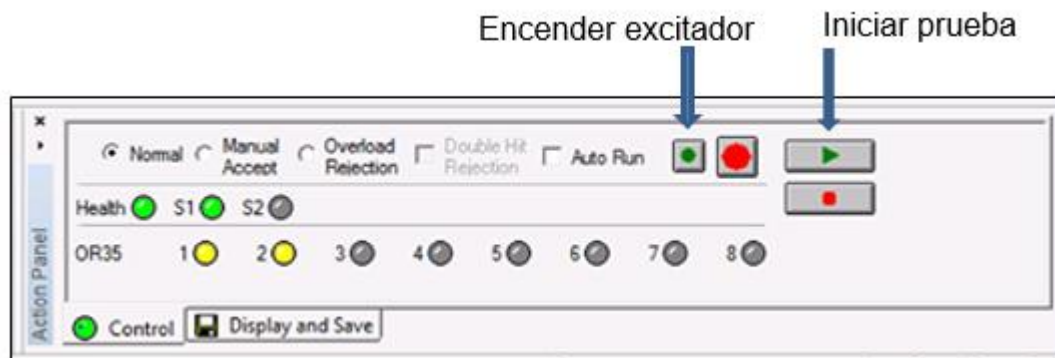 Encender excitador Iniciar prueba
Normal Manual Accept Overload Rejection Double Hit Rejection Auto Run
Health S1 S2
OR35 1 2 3 4 5 6 7 8
Action Panel
Control Display and Save